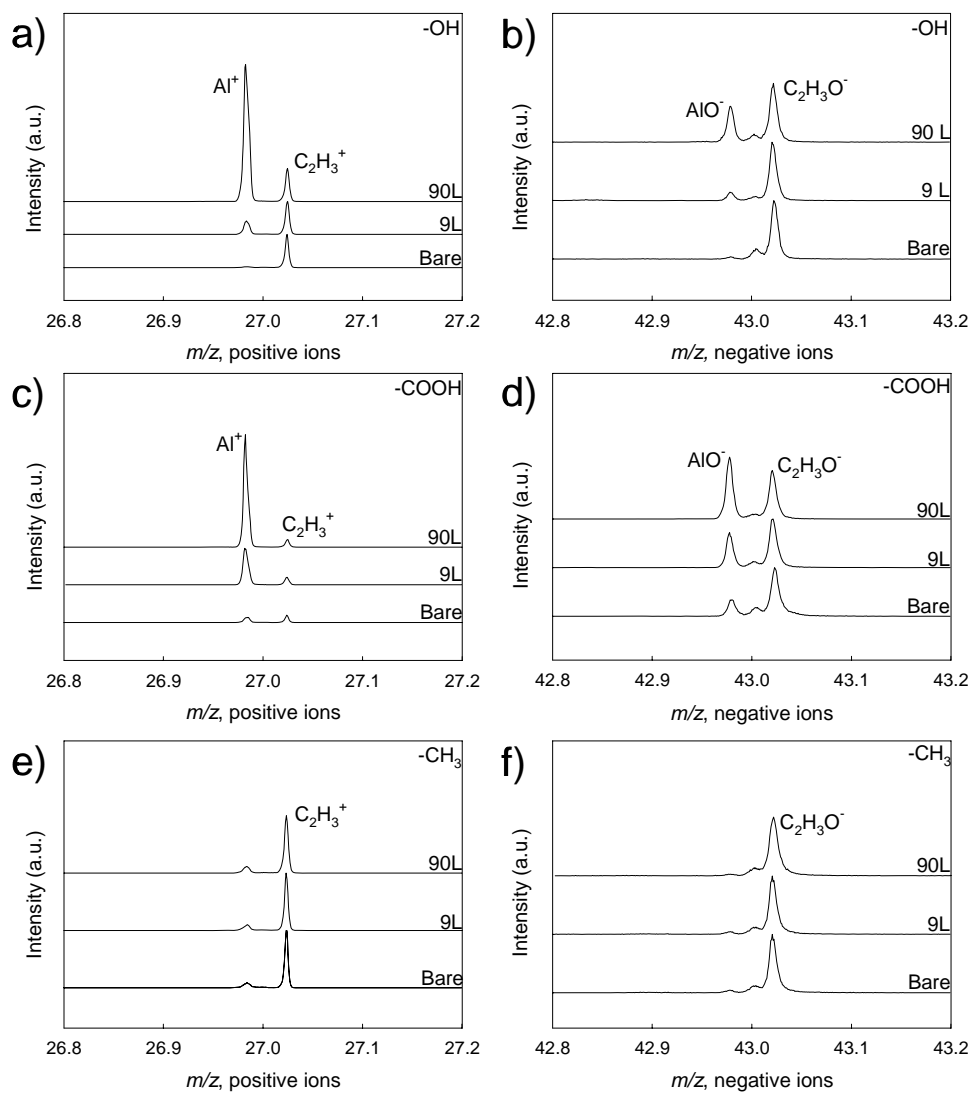 a)
-OH
Al⁺
C₂H₃⁺
90L
9L
Bare
Intensity (a.u.)
26.8 26.9 27.0 27.1 27.2
m/z, positive ions
b)
-OH
AlO⁻
C₂H₃O⁻
90 L
9 L
Bare
Intensity (a.u.)
42.8 42.9 43.0 43.1 43.2
m/z, negative ions
c)
-COOH
Al⁺
C₂H₃⁺
90L
9L
Bare
Intensity (a.u.)
26.8 26.9 27.0 27.1 27.2
m/z, positive ions
d)
-COOH
AlO⁻
C₂H₃O⁻
90L
9L
Bare
Intensity (a.u.)
42.8 42.9 43.0 43.1 43.2
m/z, negative ions
e)
-CH₃
C₂H₃⁺
90L
9L
Bare
Intensity (a.u.)
26.8 26.9 27.0 27.1 27.2
m/z, positive ions
f)
-CH₃
C₂H₃O⁻
90L
9L
Bare
Intensity (a.u.)
42.8 42.9 43.0 43.1 43.2
m/z, negative ions